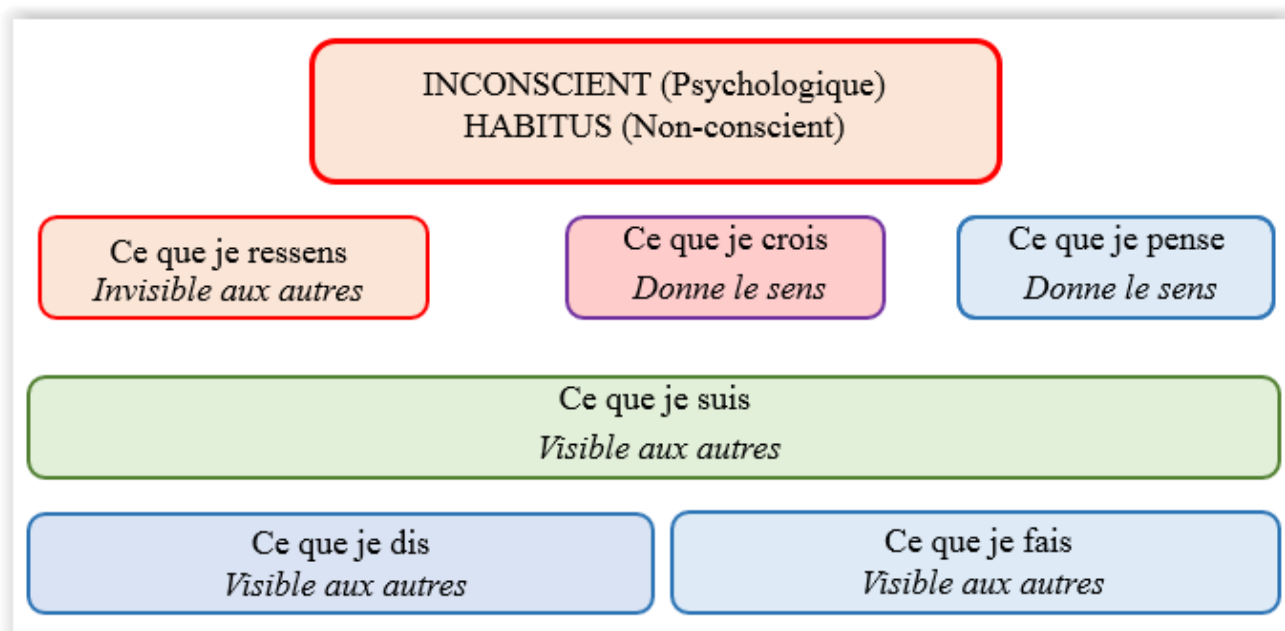 INCONSCIENT (Psychologique)
HABITUS (Non-conscient)
Ce que je ressens
Invisible aux autres
Ce que je crois
Donne le sens
Ce que je pense
Donne le sens
Ce que je suis
Visible aux autres
Ce que je dis
Visible aux autres
Ce que je fais
Visible aux autres